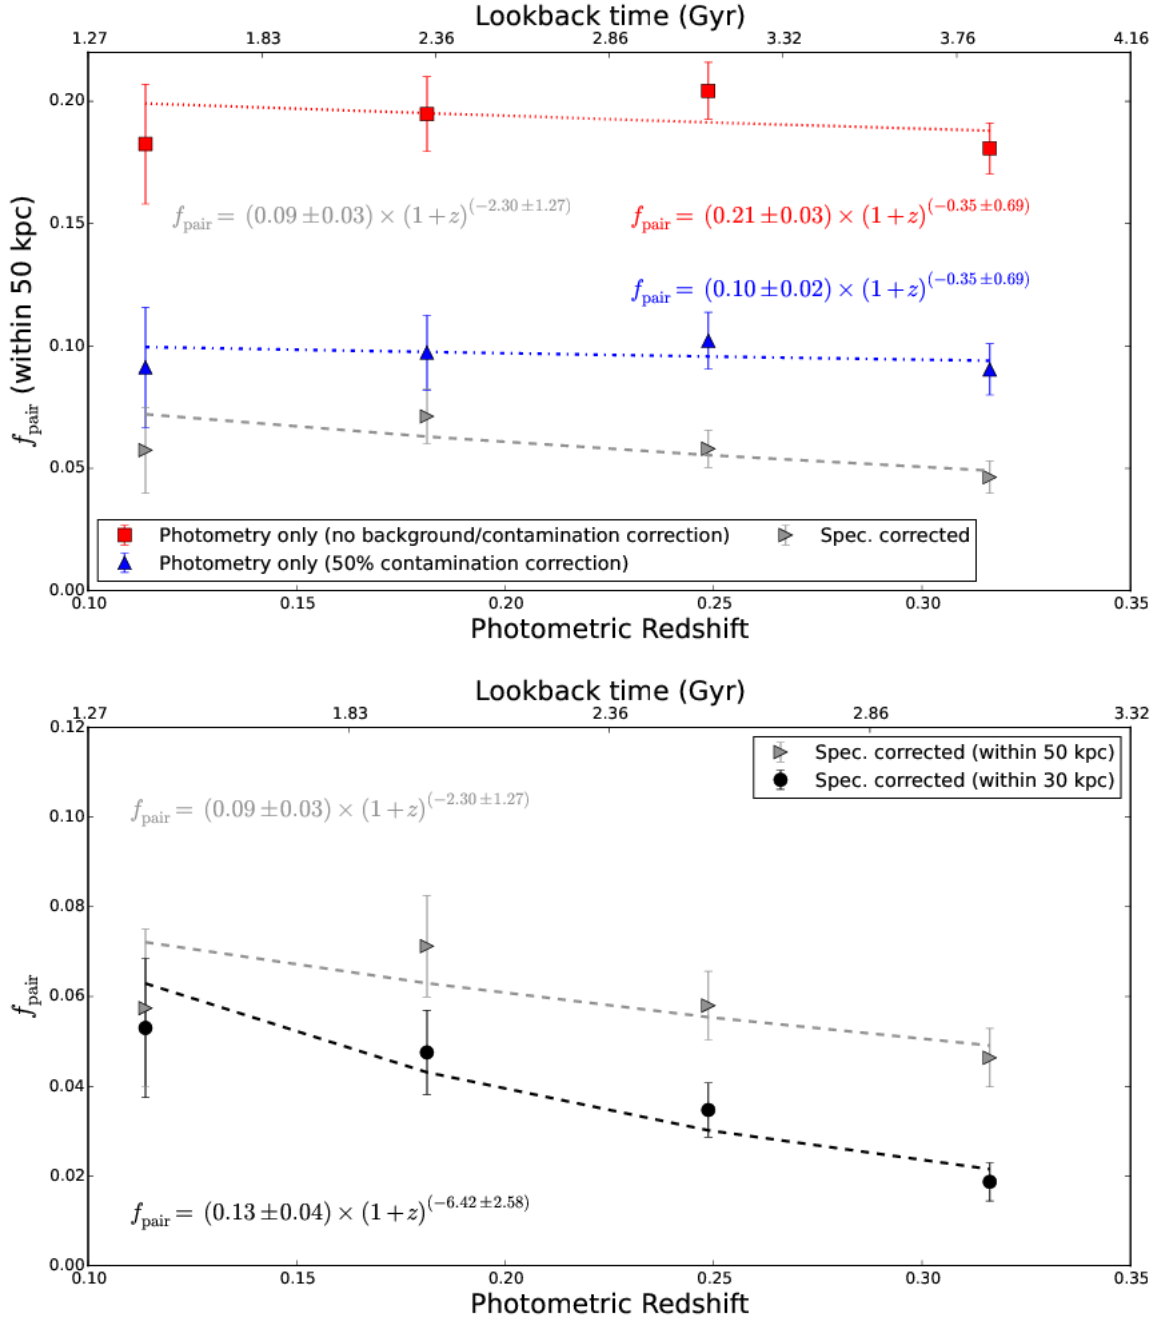 Lookback time (Gyr)
1.27 1.83 2.36 2.86 3.32 3.76 4.16
0.20
0.15
0.10
0.05
0.00
f_pair (within 50 kpc)
f_pair = (0.09 ± 0.03) × (1+z)^(−2.30±1.27)
f_pair = (0.21 ± 0.03) × (1+z)^(−0.35±0.69)
f_pair = (0.10 ± 0.02) × (1+z)^(−0.35±0.69)
Photometry only (no background/contamination correction)
Photometry only (50% contamination correction)
Spec. corrected
0.10 0.15 0.20 0.25 0.30 0.35
Photometric Redshift
Lookback time (Gyr)
1.27 1.83 2.36 2.86 3.32
0.12
0.10
0.08
0.06
0.04
0.02
0.00
f_pair
Spec. corrected (within 50 kpc)
Spec. corrected (within 30 kpc)
f_pair = (0.09 ± 0.03) × (1+z)^(−2.30±1.27)
f_pair = (0.13 ± 0.04) × (1+z)^(−6.42±2.58)
0.10 0.15 0.20 0.25 0.30 0.35
Photometric Redshift